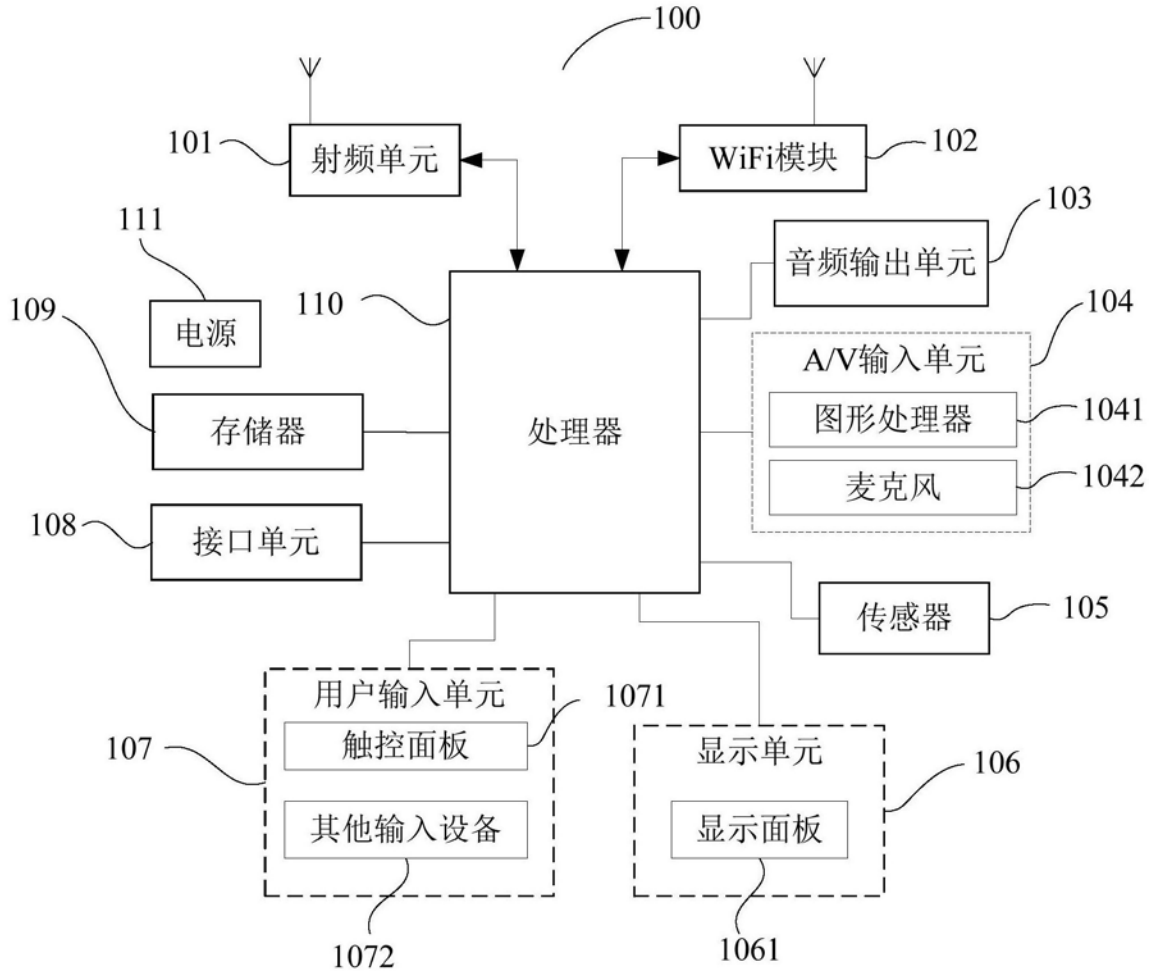 100
101
射频单元
WiFi模块
102
111
103
音频输出单元
109
电源
110
104
A/V输入单元
存储器
处理器
图形处理器
1041
麦克风
1042
108
接口单元
传感器
105
用户输入单元
1071
107
触控面板
显示单元
106
其他输入设备
显示面板
1072
1061